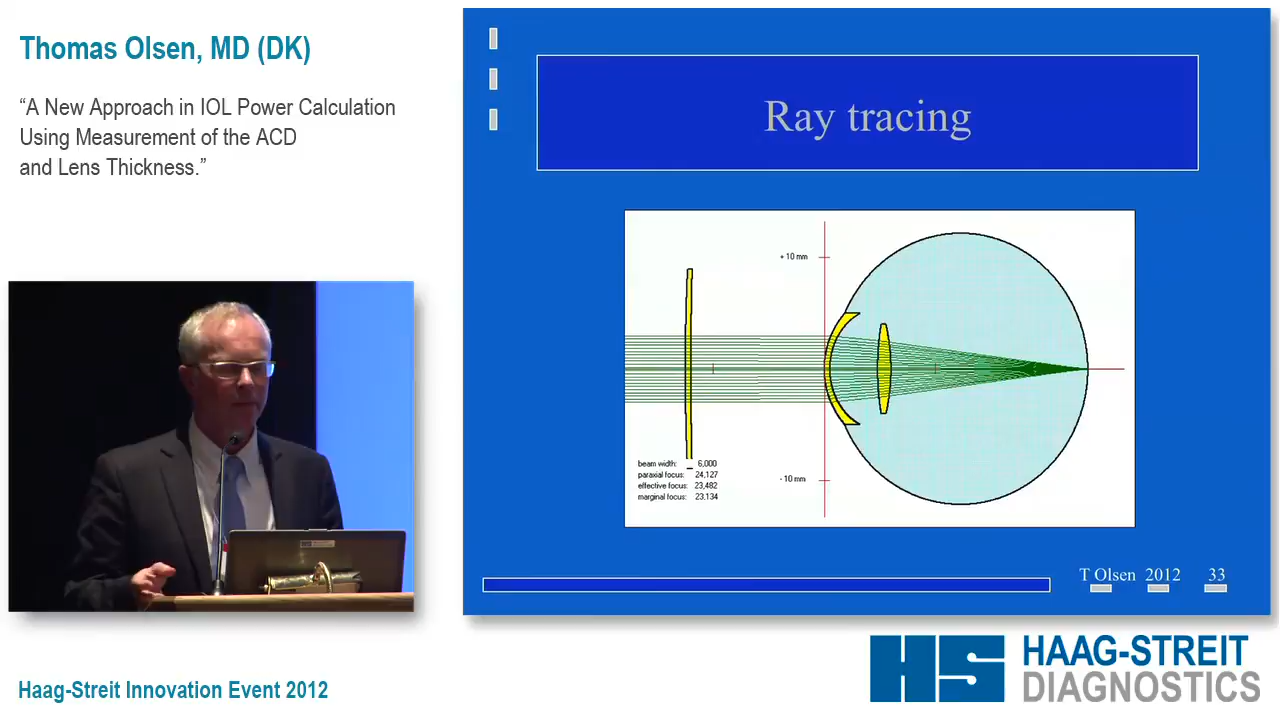 Thomas Olsen, MD (DK)
“A New Approach in IOL Power Calculation
Using Measurement of the ACD
and Lens Thickness.”
Ray tracing
+ 10 mm
- 10 mm
beam width: 6,000
paraxial focus: 24,127
effective focus: 23,482
marginal focus: 23,134
T Olsen 2012 33
Haag-Streit Innovation Event 2012
HS HAAG-STREIT
DIAGNOSTICS